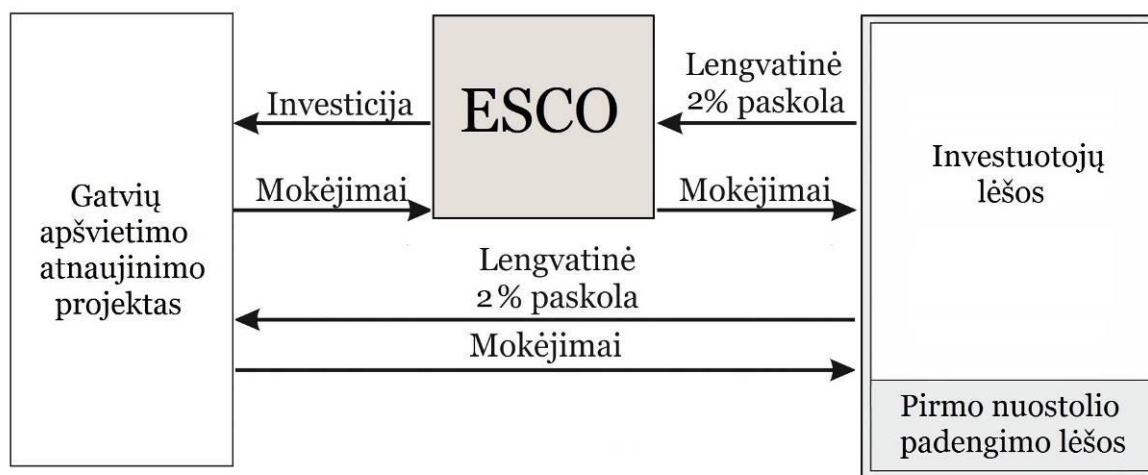 Gatvių
apšvietimo
atnaujinimo
projektas
Investicija
Mokėjimai
ESCO
Lengvatinė
2% paskola
Mokėjimai
Lengvatinė
2% paskola
Mokėjimai
Investuotojų
lėšos
Pirmo nuostolio
padengimo lėšos